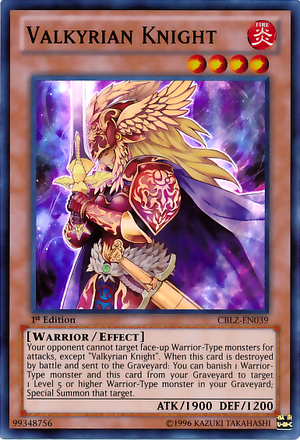 VALKYRIAN KNIGHT
FIRE
炎
1st Edition
CBLZ-EN039
[WARRIOR / EFFECT]
Your opponent cannot target face-up Warrior-Type monsters for
attacks, except "Valkyrian Knight". When this card is destroyed
by battle and sent to the Graveyard: You can banish 1 Warrior-
Type monster and this card from your Graveyard to target
1 Level 5 or higher Warrior-Type monster in your Graveyard;
Special Summon that target.
ATK/1900 DEF/1200
99348756
©1996 KAZUKI TAKAHASHI